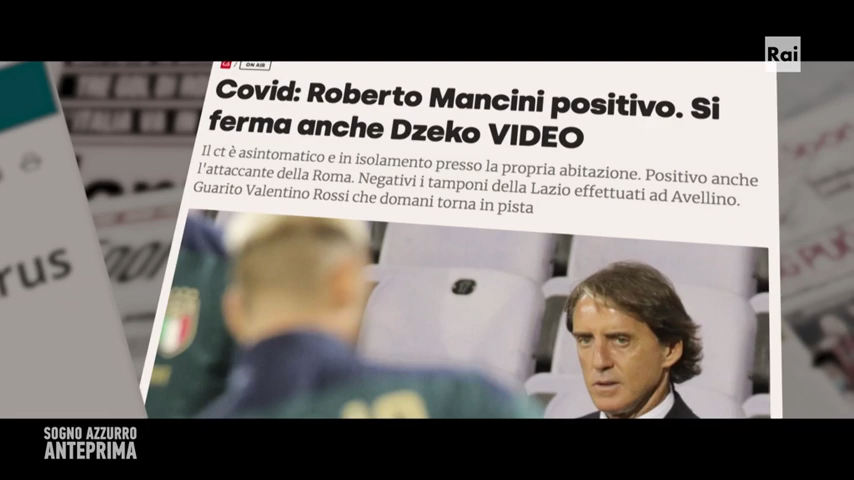 Rai
ON AIR
Covid: Roberto Mancini positivo. Si
ferma anche Dzeko VIDEO
Il ct è asintomatico e in isolamento presso la propria abitazione. Positivo anche
l'attaccante della Roma. Negativi i tamponi della Lazio effettuati ad Avellino.
Guarito Valentino Rossi che domani torna in pista
rus
SOGNO AZZURRO
ANTEPRIMA